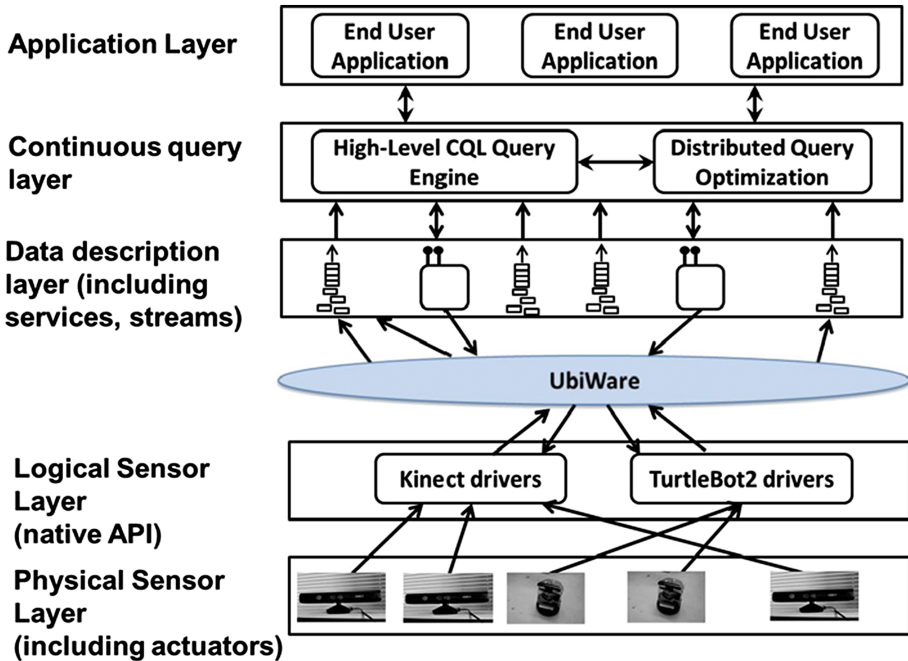 Application Layer
End User
Application
End User
Application
End User
Application
Continuous query
layer
High-Level CQL Query
Engine
Distributed Query
Optimization
Data description
layer (including
services, streams)
UbiWare
Logical Sensor
Layer
(native API)
Kinect drivers
TurtleBot2 drivers
Physical Sensor
Layer
(including actuators)